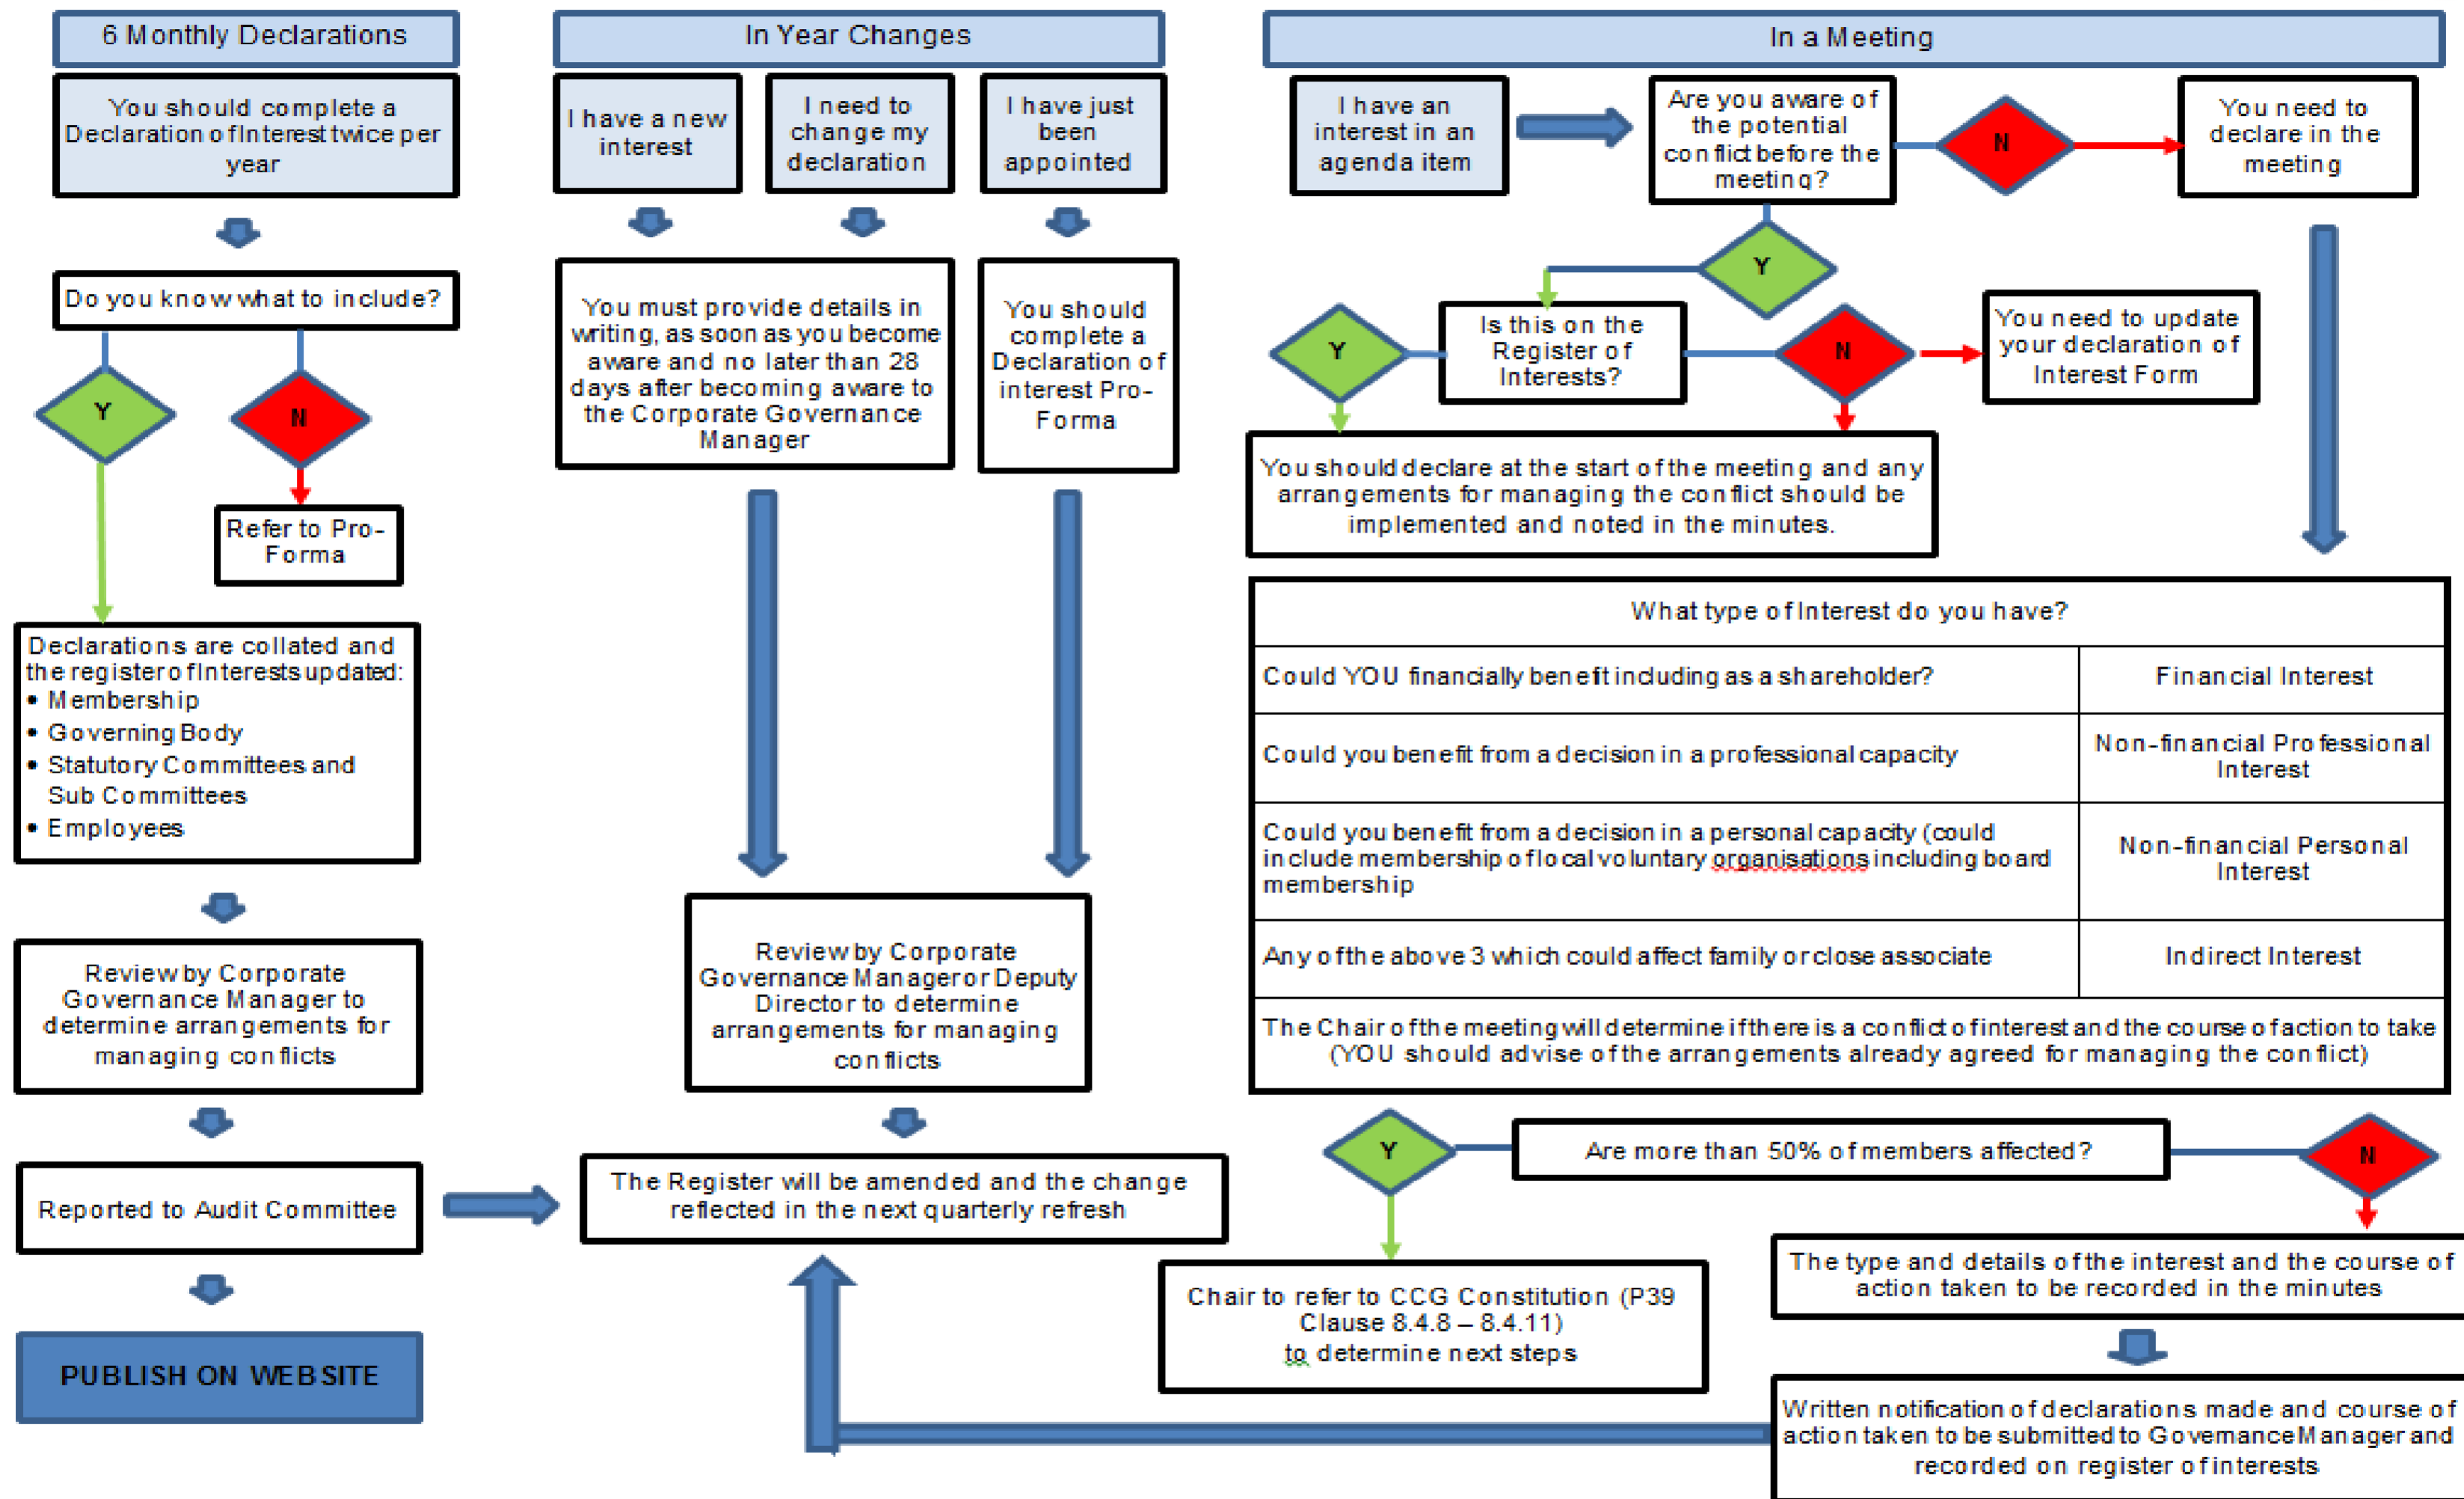 6 Monthly Declarations
You should complete a
Declaration of Interest twice per
year
Do you know what to include?
Y
N
Refer to Pro-
Forma
Declarations are collated and
the register of Interests updated:
• Membership
• Governing Body
• Statutory Committees and
Sub Committees
• Employees
Review by Corporate
Governance Manager to
determine arrangements for
managing conflicts
Reported to Audit Committee
PUBLISH ON WEBSITE
In Year Changes
I have a new
interest
I need to
change my
declaration
I have just
been
appointed
You must provide details in
writing, as soon as you become
aware and no later than 28
days after becoming aware to
the Corporate Governance
Manager
You should
complete a
Declaration of
interest Pro-
Forma
Review by Corporate
Governance Manager or Deputy
Director to determine
arrangements for managing
conflicts
The Register will be amended and the change
reflected in the next quarterly refresh
In a Meeting
I have an
interest in an
agenda item
Are you aware of
the potential
conflict before the
meeting?
N
You need to
declare in the
meeting
Y
Y
Is this on the
Register of
Interests?
N
You need to update
your declaration of
Interest Form
You should declare at the start of the meeting and any
arrangements for managing the conflict should be
implemented and noted in the minutes.
What type of Interest do you have?
Could YOU financially benefit including as a shareholder?
Financial Interest
Could you benefit from a decision in a professional capacity
Non-financial Professional
Interest
Could you benefit from a decision in a personal capacity (could
include membership of local voluntary organisations including board
membership
Non-financial Personal
Interest
Any of the above 3 which could affect family or close associate
Indirect Interest
The Chair of the meeting will determine if there is a conflict of interest and the course of action to take
(YOU should advise of the arrangements already agreed for managing the conflict)
Y
Are more than 50% of members affected?
N
Chair to refer to CCG Constitution (P39
Clause 8.4.8 – 8.4.11)
to determine next steps
The type and details of the interest and the course of
action taken to be recorded in the minutes
Written notification of declarations made and course of
action taken to be submitted to Governance Manager and
recorded on register of interests